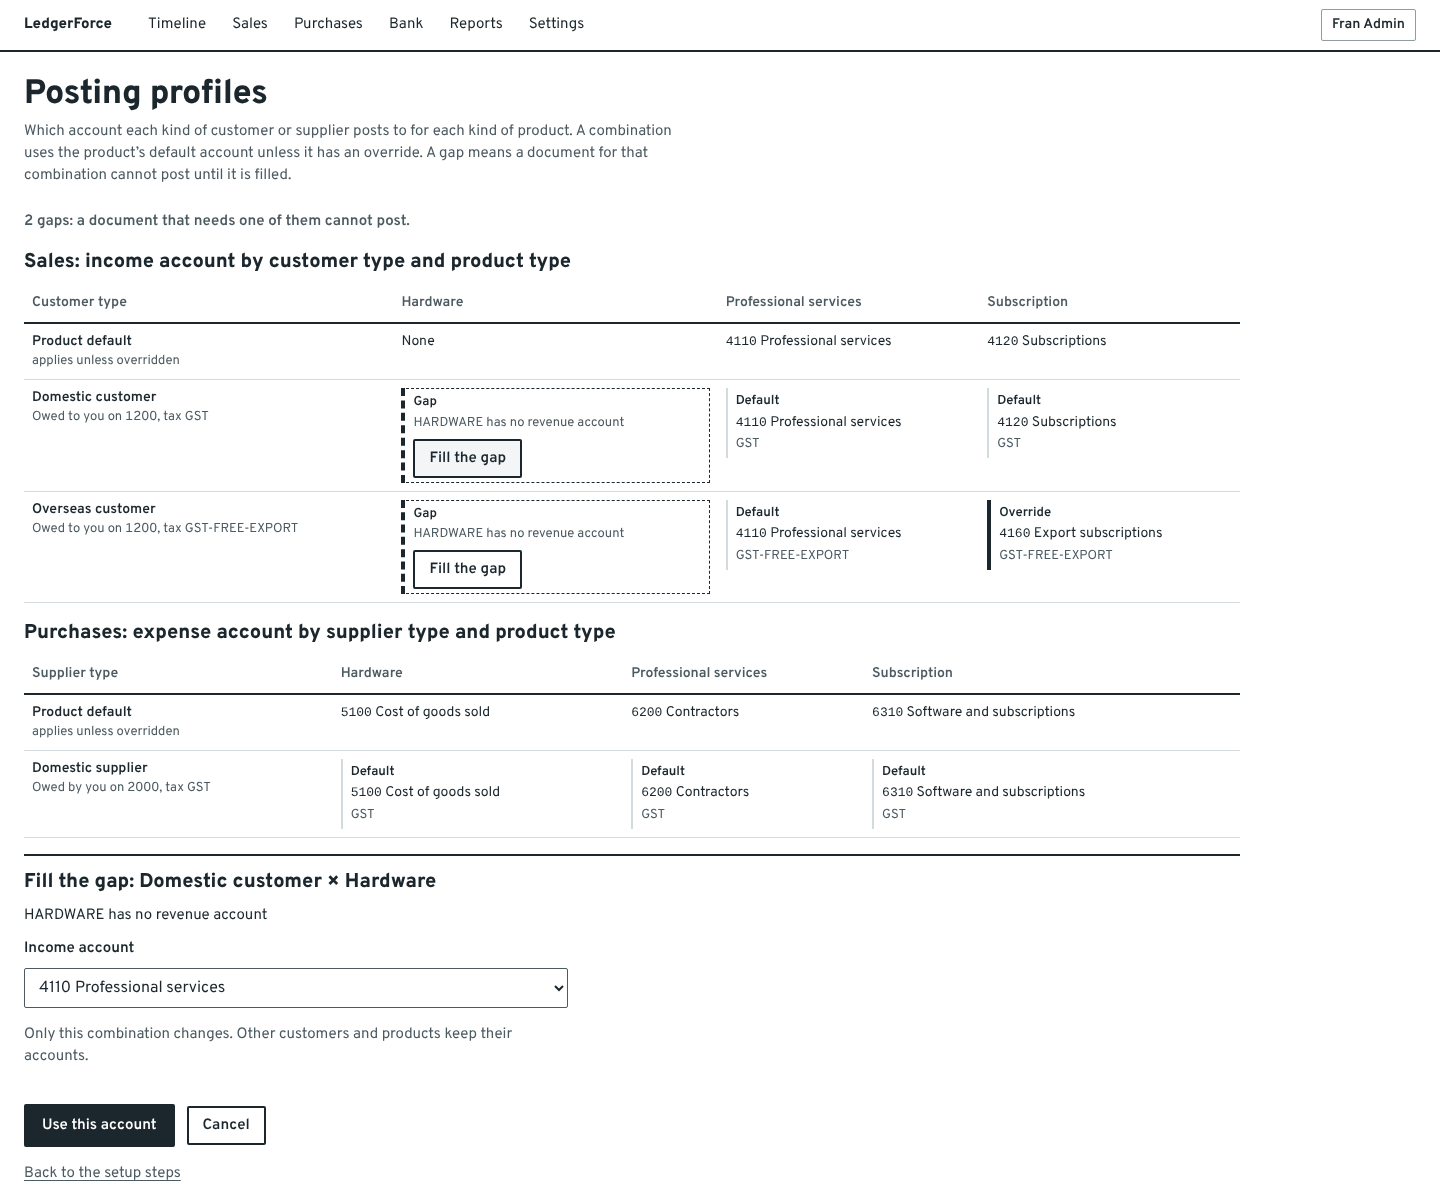 LedgerForce Timeline Sales Purchases Bank Reports Settings Fran Admin
Posting profiles
Which account each kind of customer or supplier posts to for each kind of product. A combination
uses the product's default account unless it has an override. A gap means a document for that
combination cannot post until it is filled.
2 gaps: a document that needs one of them cannot post.
Sales: income account by customer type and product type
Customer type Hardware Professional services Subscription
Product default None 4110 Professional services 4120 Subscriptions
applies unless overridden
Domestic customer Gap Default Default
Owed to you on 1200, tax GST HARDWARE has no revenue account 4110 Professional services 4120 Subscriptions
GST GST
Fill the gap
Overseas customer Gap Default Override
Owed to you on 1200, tax GST-FREE-EXPORT HARDWARE has no revenue account 4110 Professional services 4160 Export subscriptions
GST-FREE-EXPORT GST-FREE-EXPORT
Fill the gap
Purchases: expense account by supplier type and product type
Supplier type Hardware Professional services Subscription
Product default 5100 Cost of goods sold 6200 Contractors 6310 Software and subscriptions
applies unless overridden
Domestic supplier Default Default Default
Owed by you on 2000, tax GST 5100 Cost of goods sold 6200 Contractors 6310 Software and subscriptions
GST GST GST
Fill the gap: Domestic customer × Hardware
HARDWARE has no revenue account
Income account
4110 Professional services
Only this combination changes. Other customers and products keep their
accounts.
Use this account Cancel
Back to the setup steps